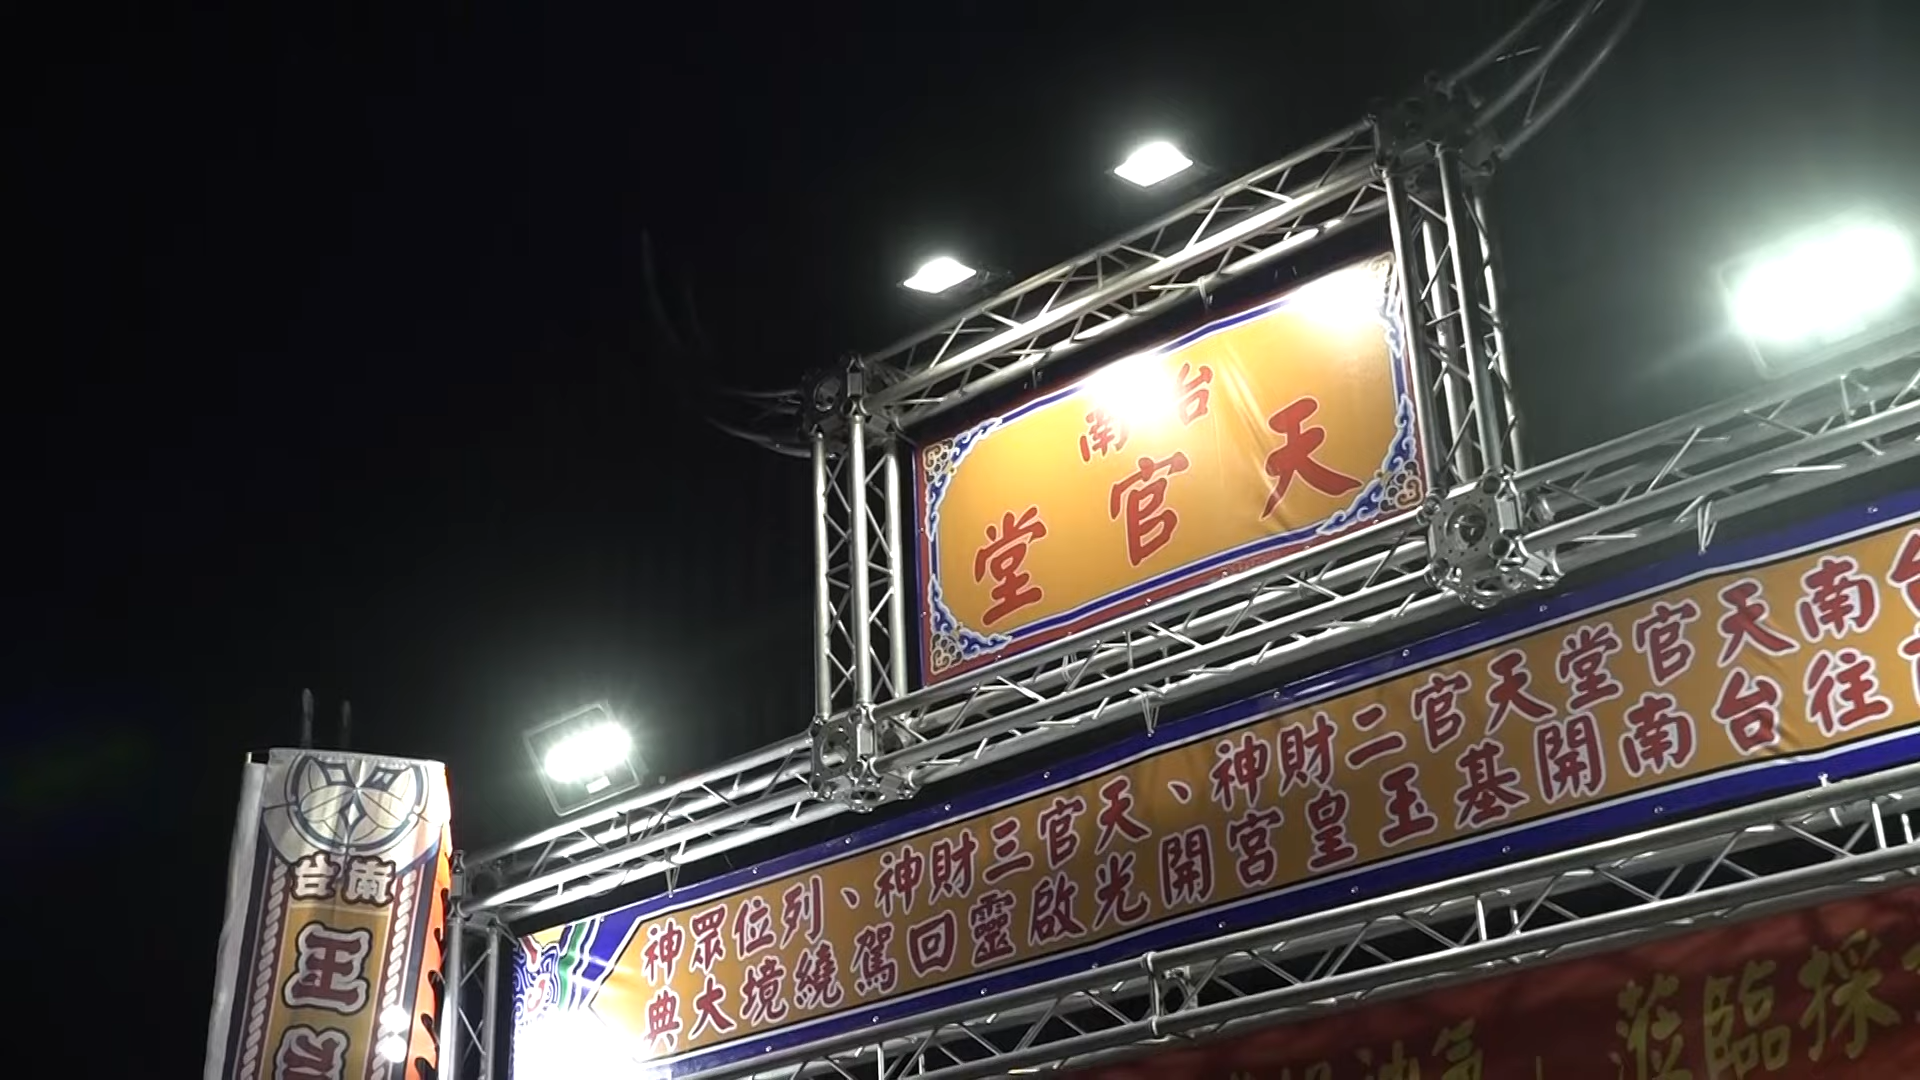 台南
天官堂
台南天官堂天官二財神、天官三財神、列位眾神
往台南開基玉皇宮開光啟靈回駕繞境大典
台南
玉
蒞臨採